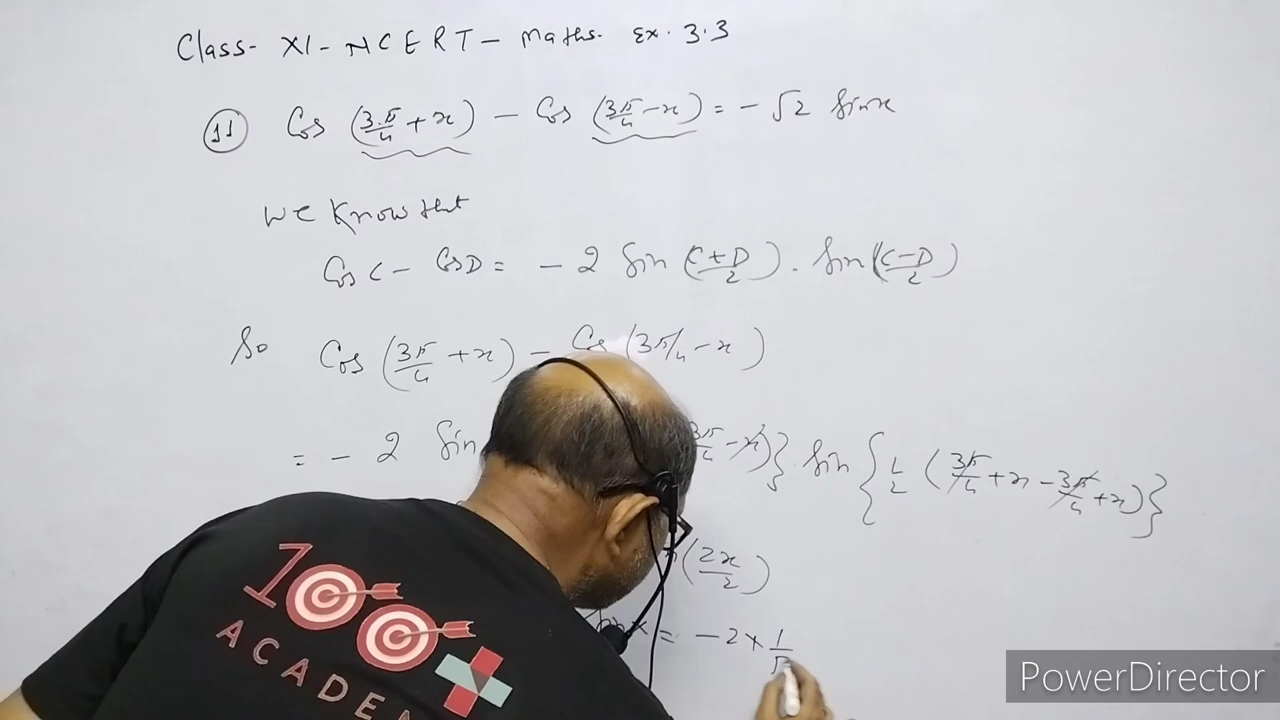 Class- XI- NCERT- Maths. Ex. 3.3
11 Cos (3π/4 + x) - Cos (3π/4 - x) = - √2 Sinx
We Know that
Cos C - CosD = - 2 Sin (C+D/2) . Sin (C-D/2)
So Cos (3π/4 + x) - Cos (3π/4 - x)
= - 2 Sin 3π/4 - x)} Sin {1/2 (3π/4 + x - 3π/4 + x)}
(2x/2)
= -2 × 1/
100+
ACADEM
PowerDirector